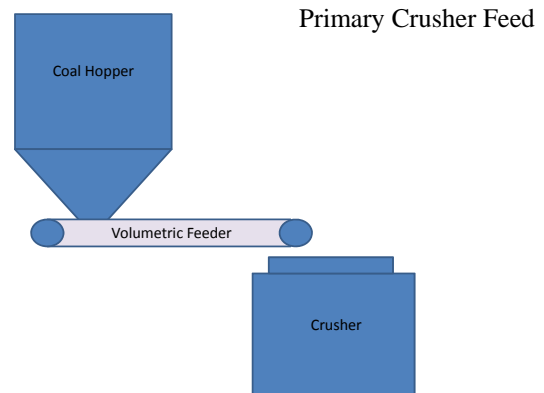 Primary Crusher Feed
Coal Hopper
Volumetric Feeder
Crusher